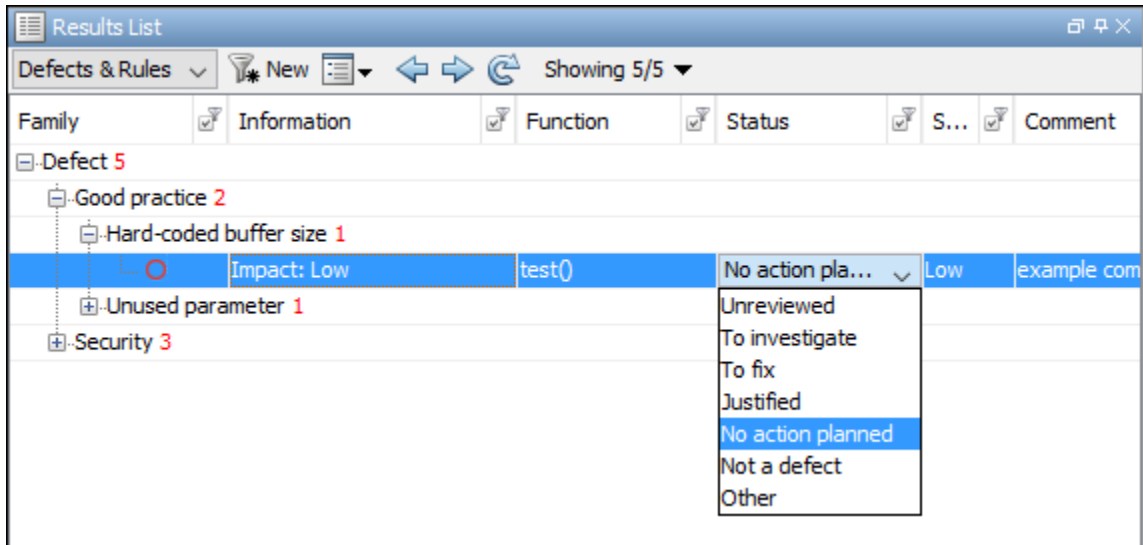 Results List
Defects & Rules New Showing 5/5
Family Information Function Status S... Comment
Defect 5
Good practice 2
Hard-coded buffer size 1
Impact: Low test() No action pla... Low example com
Unused parameter 1
Security 3
Unreviewed
To investigate
To fix
Justified
No action planned
Not a defect
Other